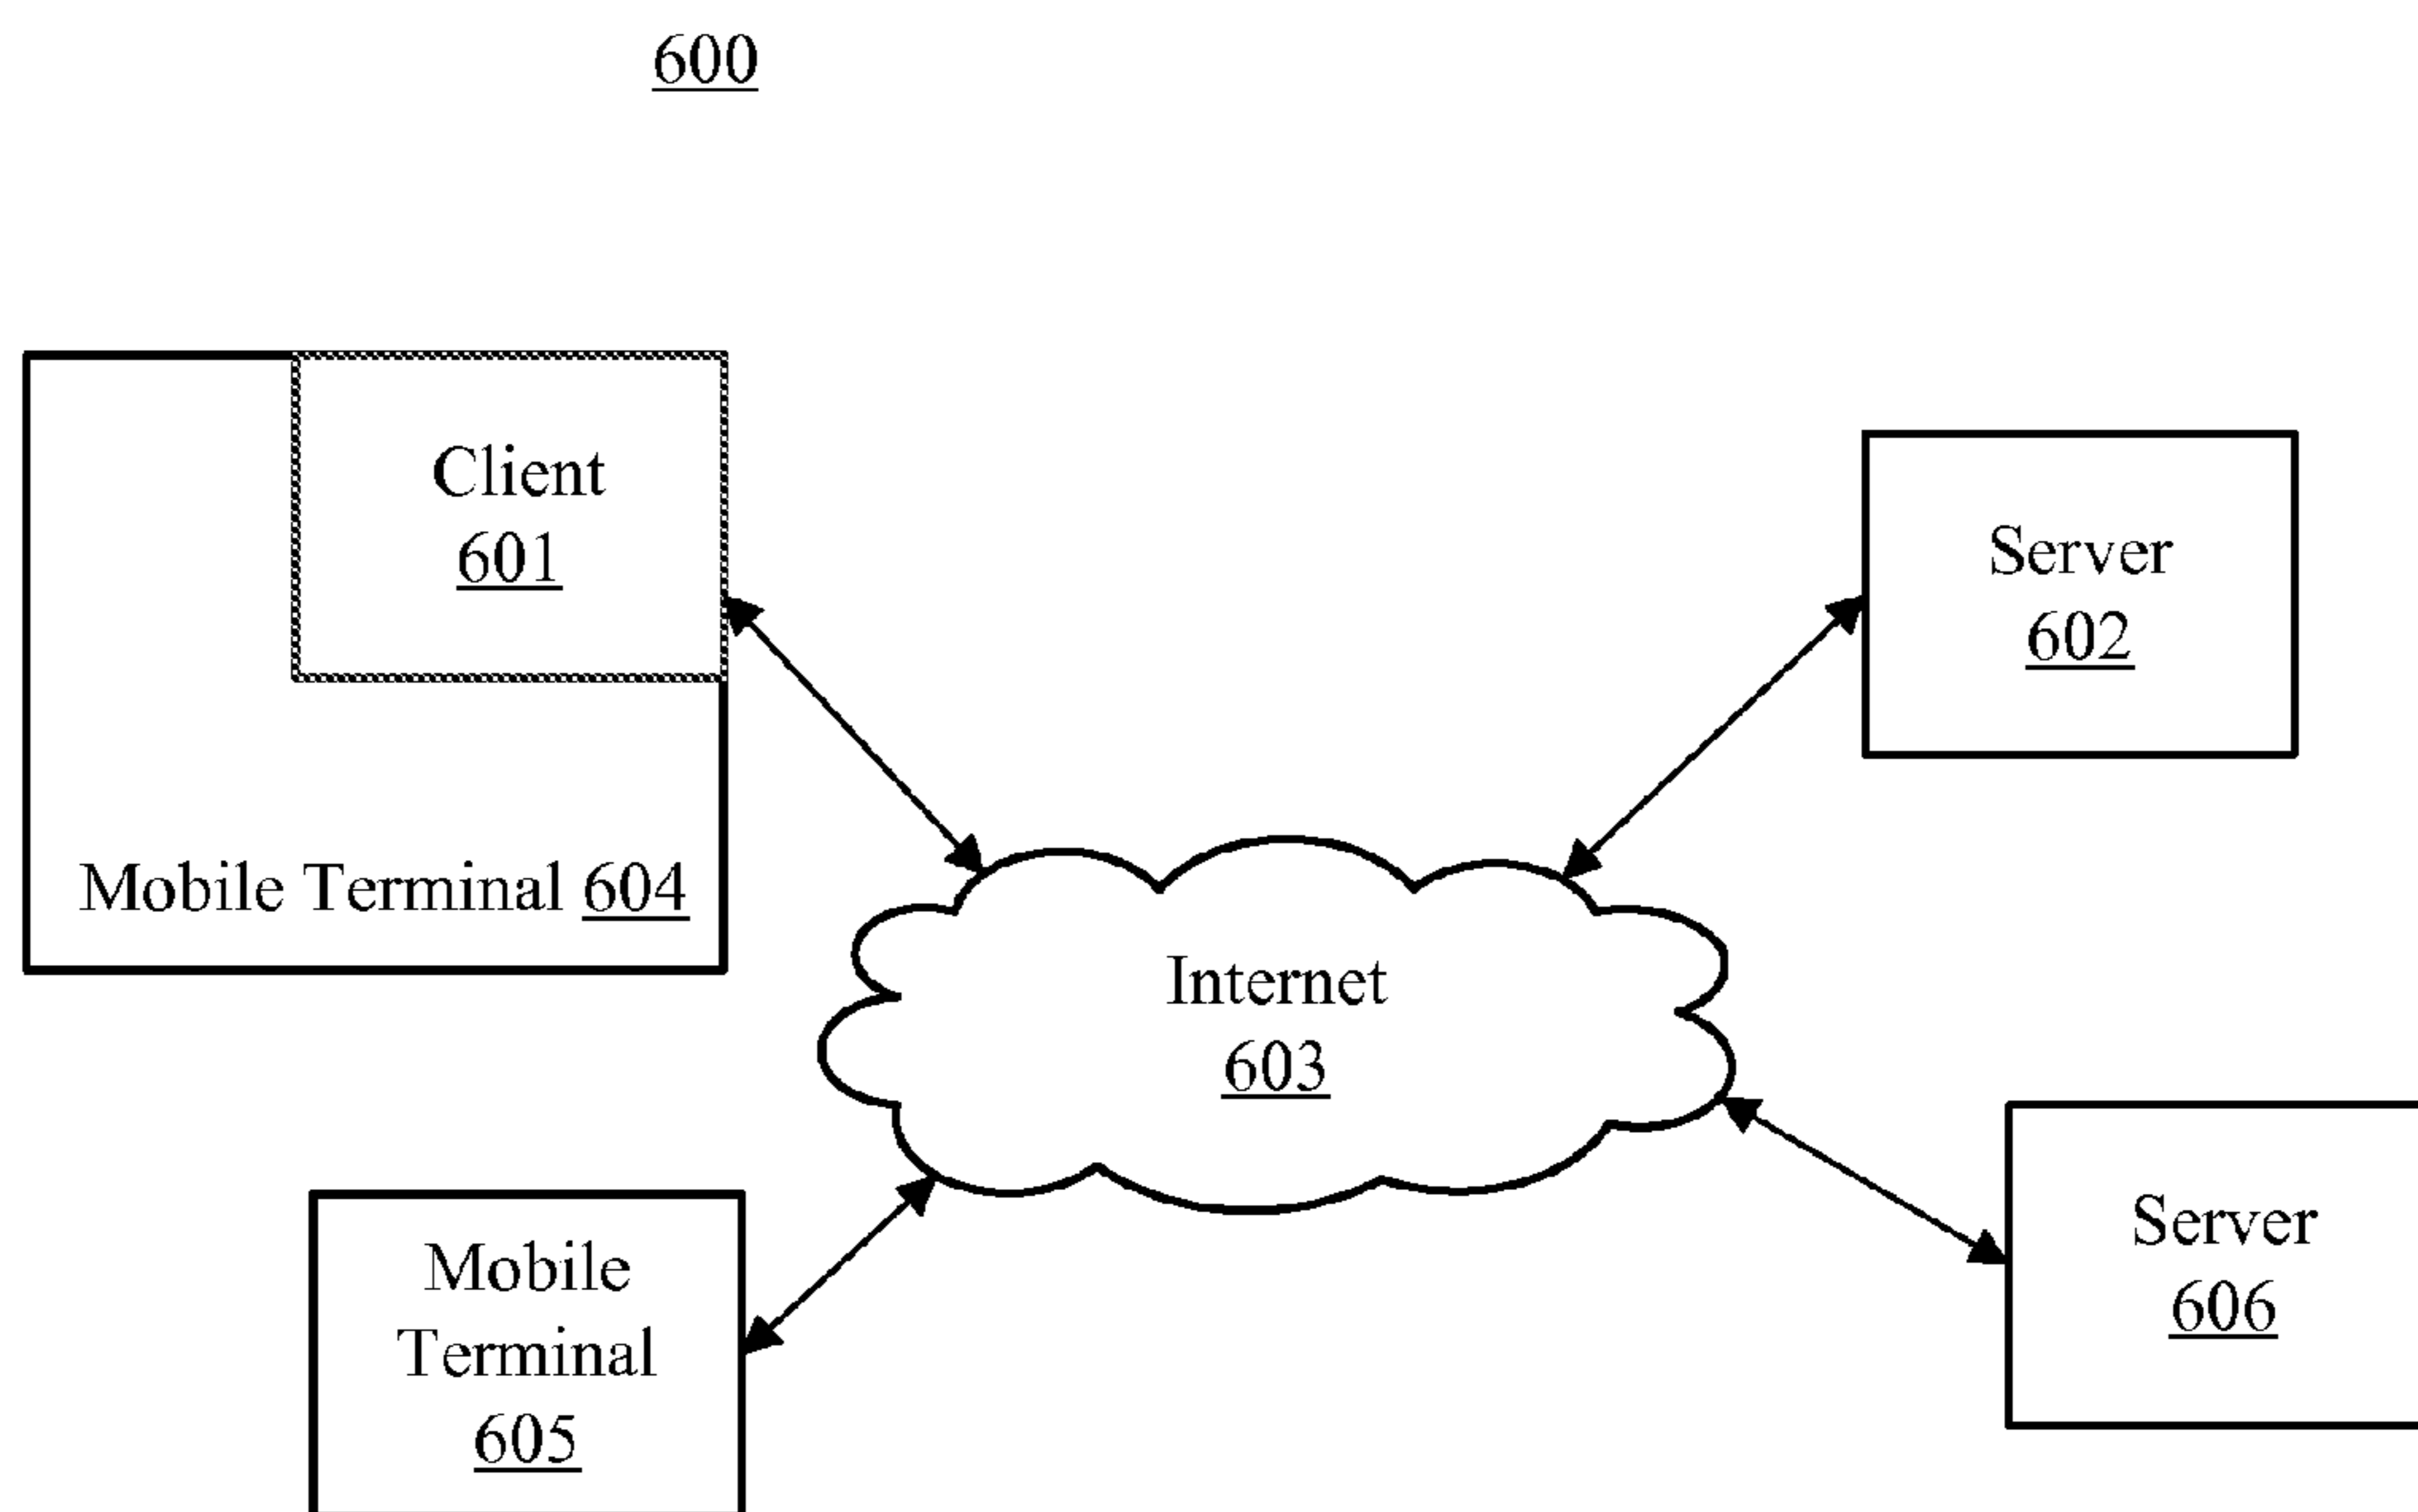 600
Client
601
Mobile Terminal 604
Server
602
Internet
603
Mobile
Terminal
605
Server
606